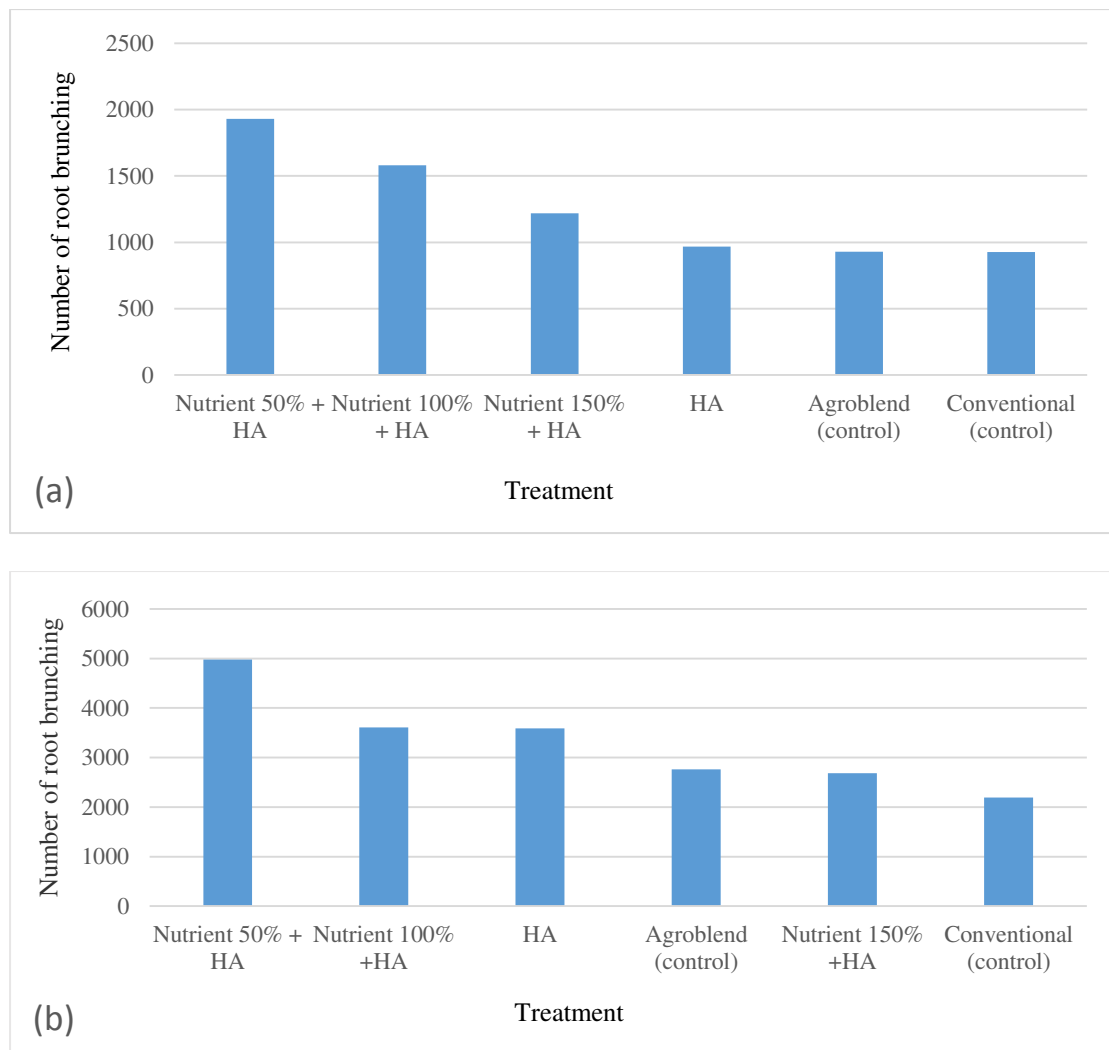 Number of root brunching
2500
2000
1500
1000
500
0
Nutrient 50% + Nutrient 100% Nutrient 150% HA Agroblend Conventional
HA + HA + HA (control) (control)
Treatment
(a)
Number of root brunching
6000
5000
4000
3000
2000
1000
0
Nutrient 50% + Nutrient 100% HA Agroblend Nutrient 150% Conventional
HA +HA (control) +HA (control)
Treatment
(b)